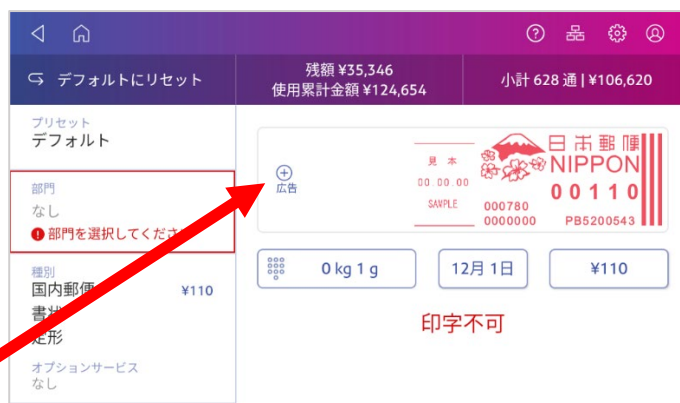 デフォルトにリセット
残額 ¥35,346
使用累計金額 ¥124,654
小計 628 通 | ¥106,620
プリセット
デフォルト
部門
なし
部門を選択してくださ
種別
国内郵便 ¥110
書状
定形
オプションサービス
なし
広告
見 本
00.00.00
SAMPLE
日本郵便
NIPPON
00110
000780
0000000
PB5200543
0 kg 1 g
12月 1日
¥110
印字不可